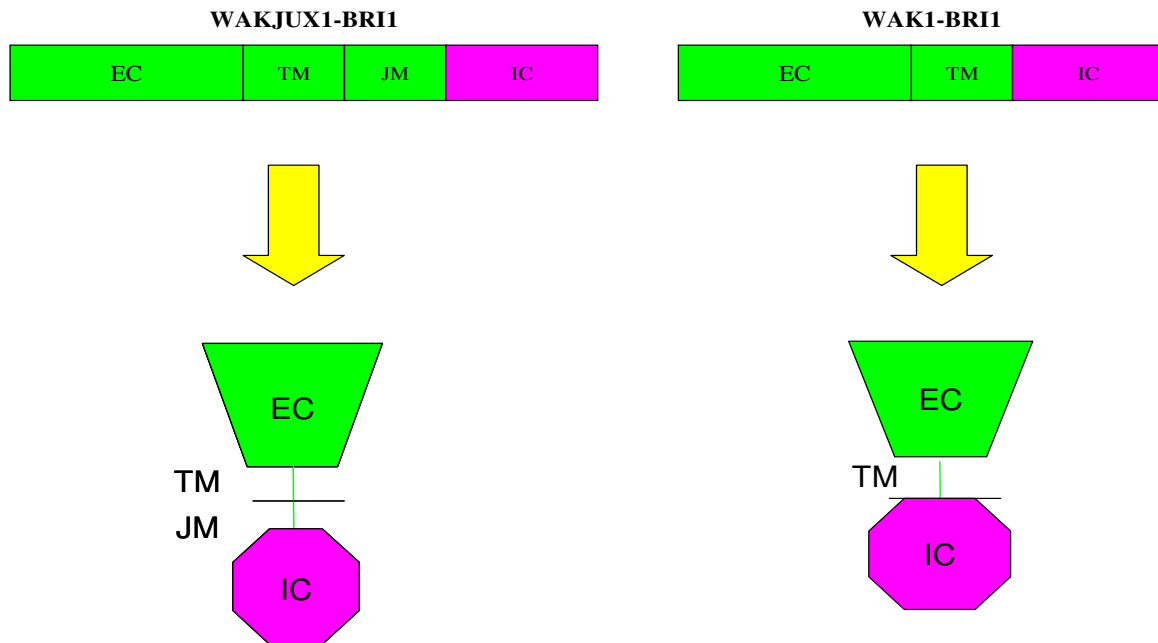 WAKJUX1-BRI1
WAK1-BRI1
EC TM JM IC
EC TM IC
EC
TM
JM
IC
EC
TM
IC